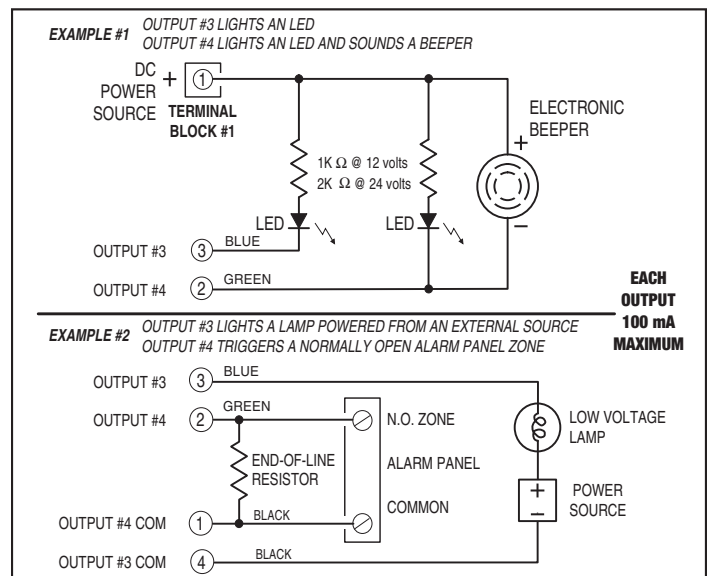 EXAMPLE #1 OUTPUT #3 LIGHTS AN LED
OUTPUT #4 LIGHTS AN LED AND SOUNDS A BEEPER
DC
POWER
SOURCE
+
1
TERMINAL
BLOCK #1
ELECTRONIC
BEEPER
+
1K Ω @ 12 volts
2K Ω @ 24 volts
LED
LED
–
OUTPUT #3 3 BLUE
OUTPUT #4 2 GREEN
EACH
OUTPUT
100 mA
MAXIMUM
EXAMPLE #2 OUTPUT #3 LIGHTS A LAMP POWERED FROM AN EXTERNAL SOURCE
OUTPUT #4 TRIGGERS A NORMALLY OPEN ALARM PANEL ZONE
OUTPUT #3 3 BLUE
OUTPUT #4 2 GREEN
N.O. ZONE
LOW VOLTAGE
LAMP
END-OF-LINE
RESISTOR
ALARM PANEL
COMMON
+
–
POWER
SOURCE
OUTPUT #4 COM 1 BLACK
OUTPUT #3 COM 4 BLACK